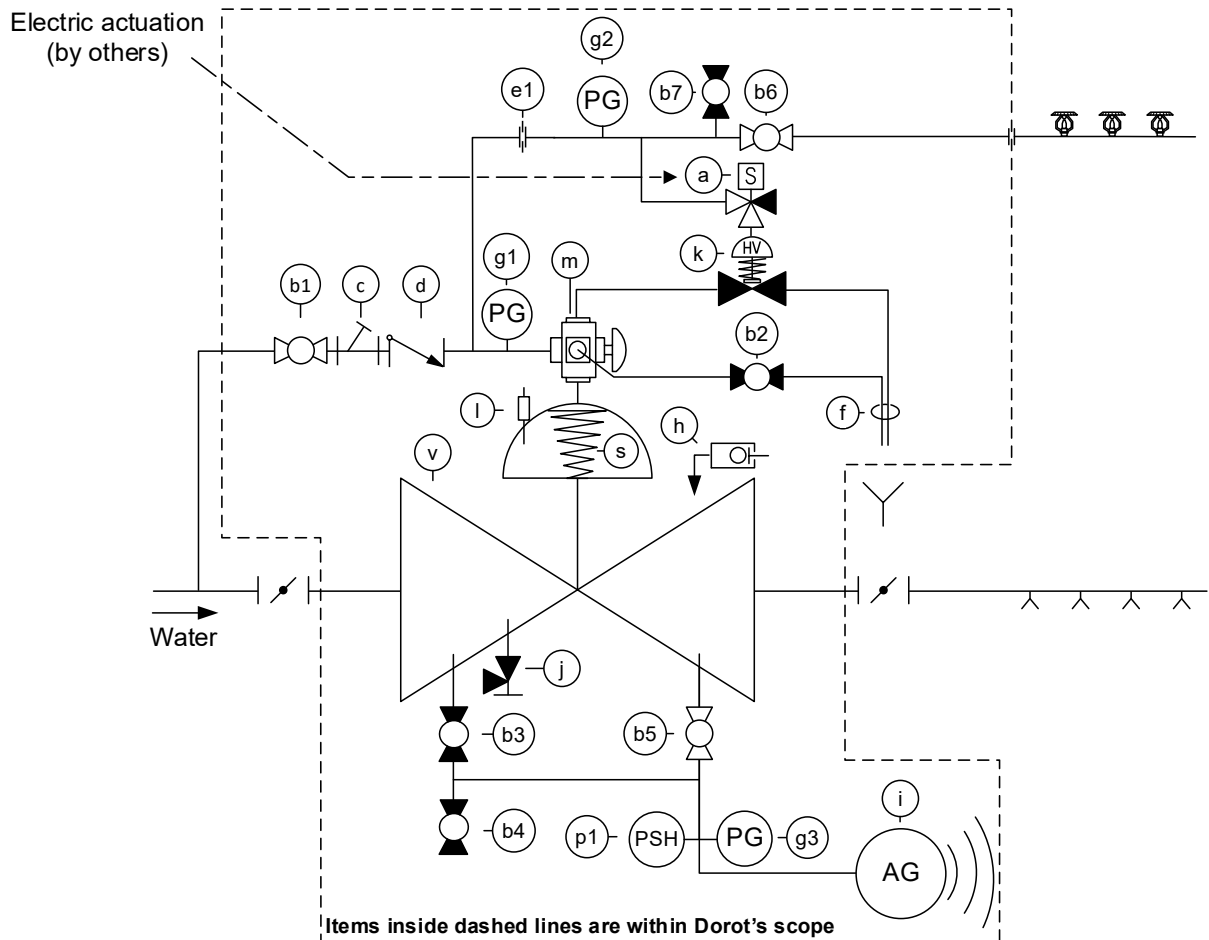 Electric actuation
(by others)
g2
e1
PG
b7
b6
a
S
g1
m
k
HV
b1
c
d
PG
b2
l
f
h
v
s
Water
j
b3
b5
i
b4
p1
PSH
PG
g3
AG
Items inside dashed lines are within Dorot's scope